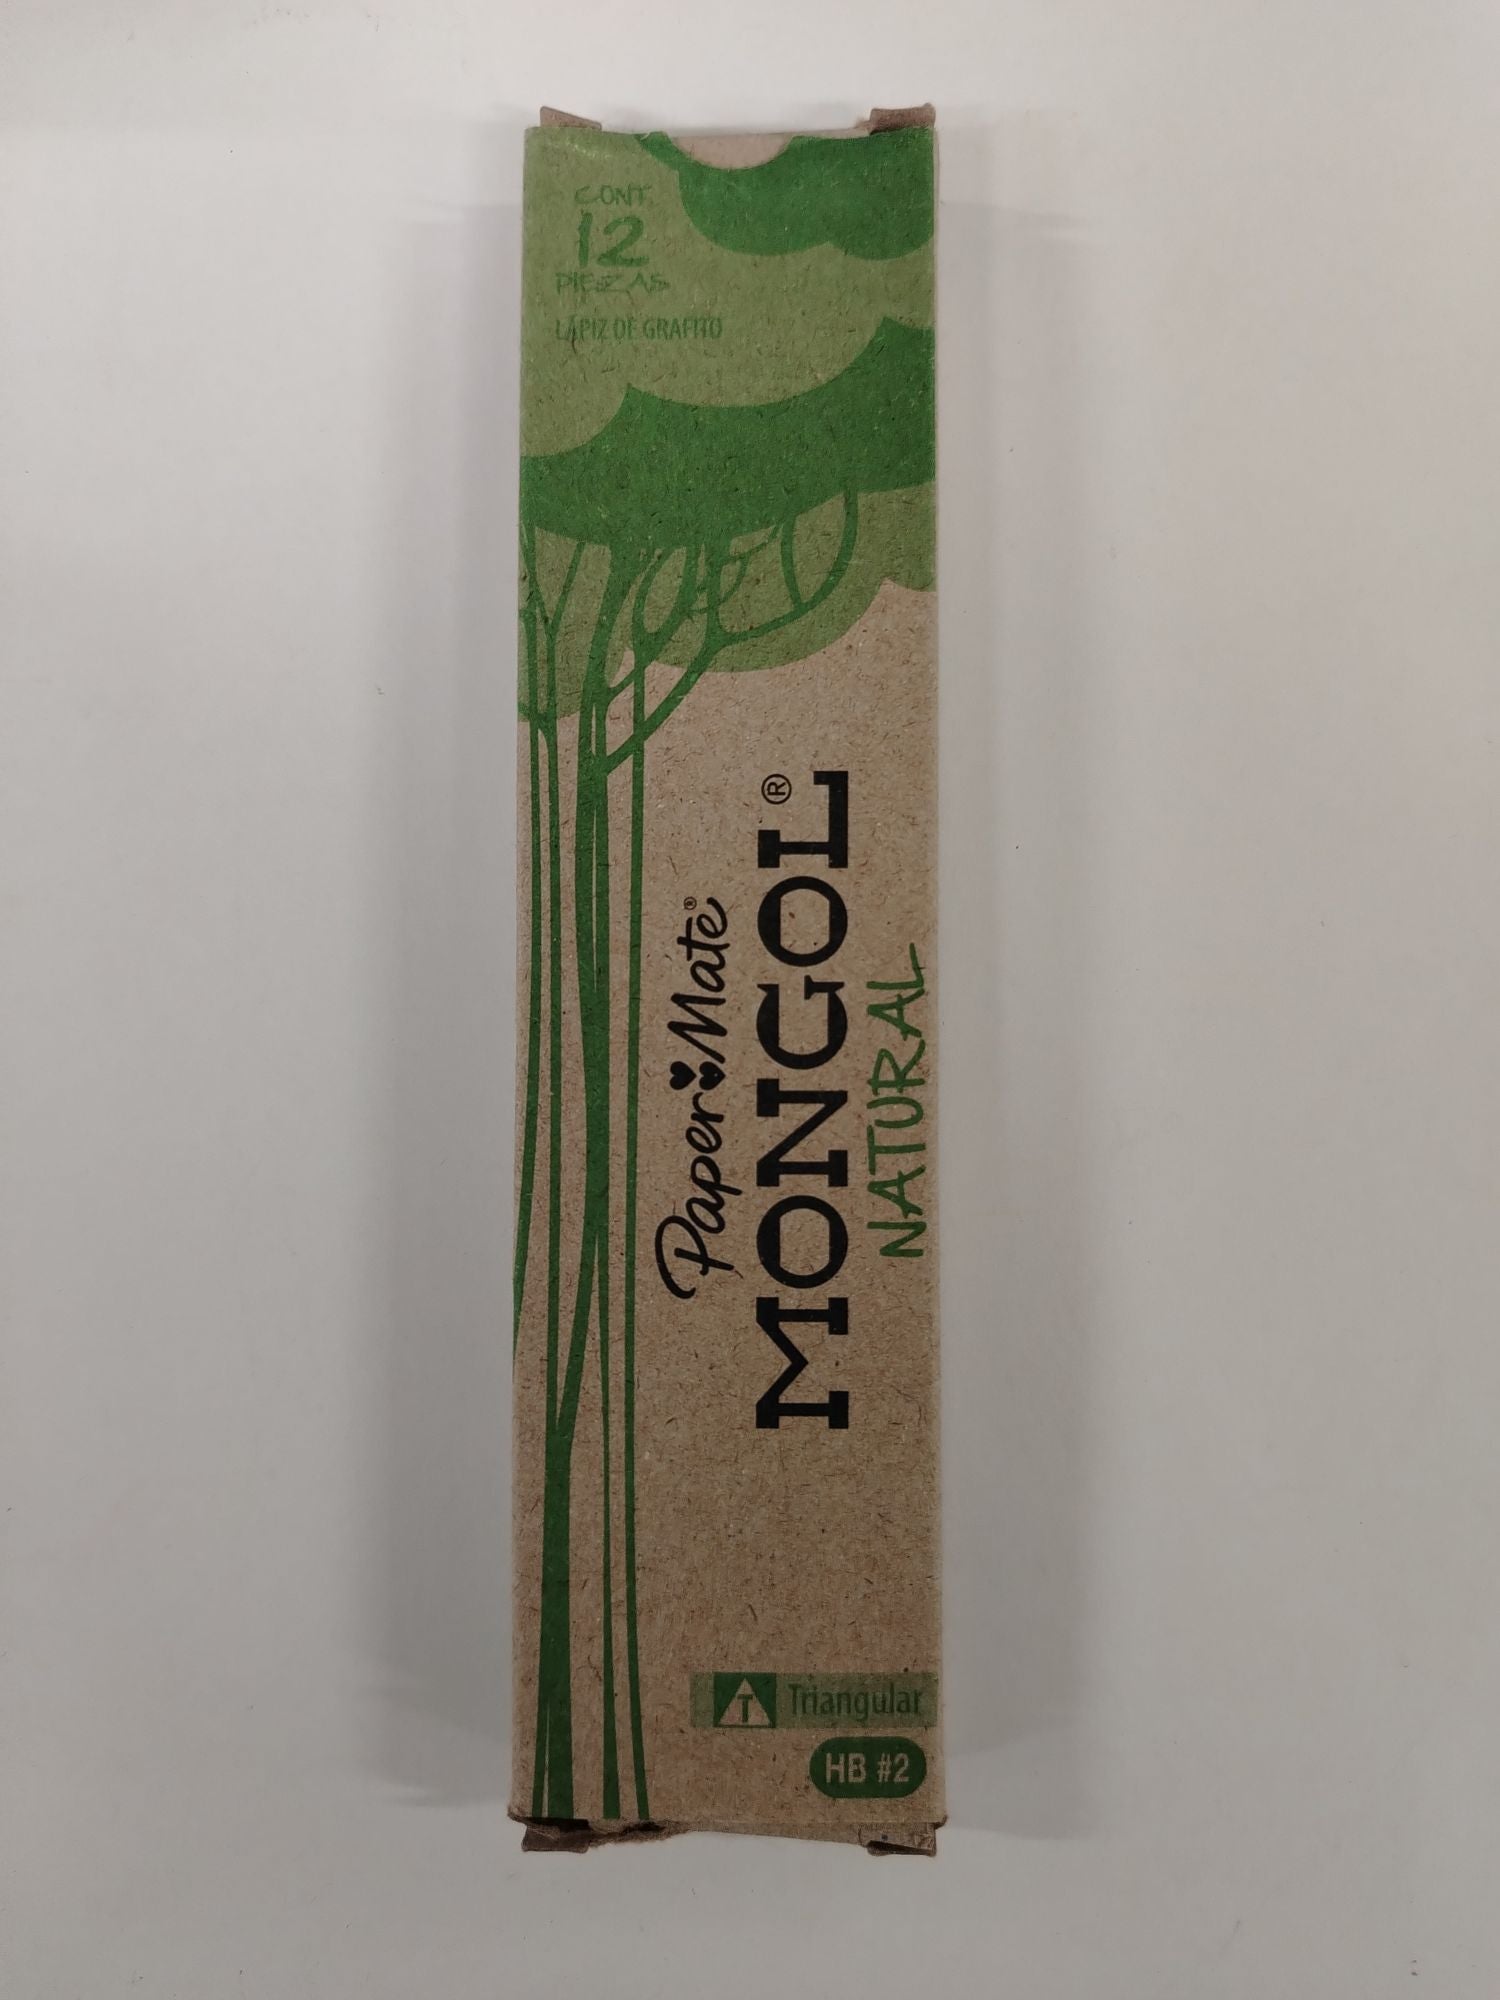 CONT.
12
PIEZAS
LÁPIZ DE GRAFITO
Paper Mate®
MONGOL®
NATURAL
T Triangular
HB #2